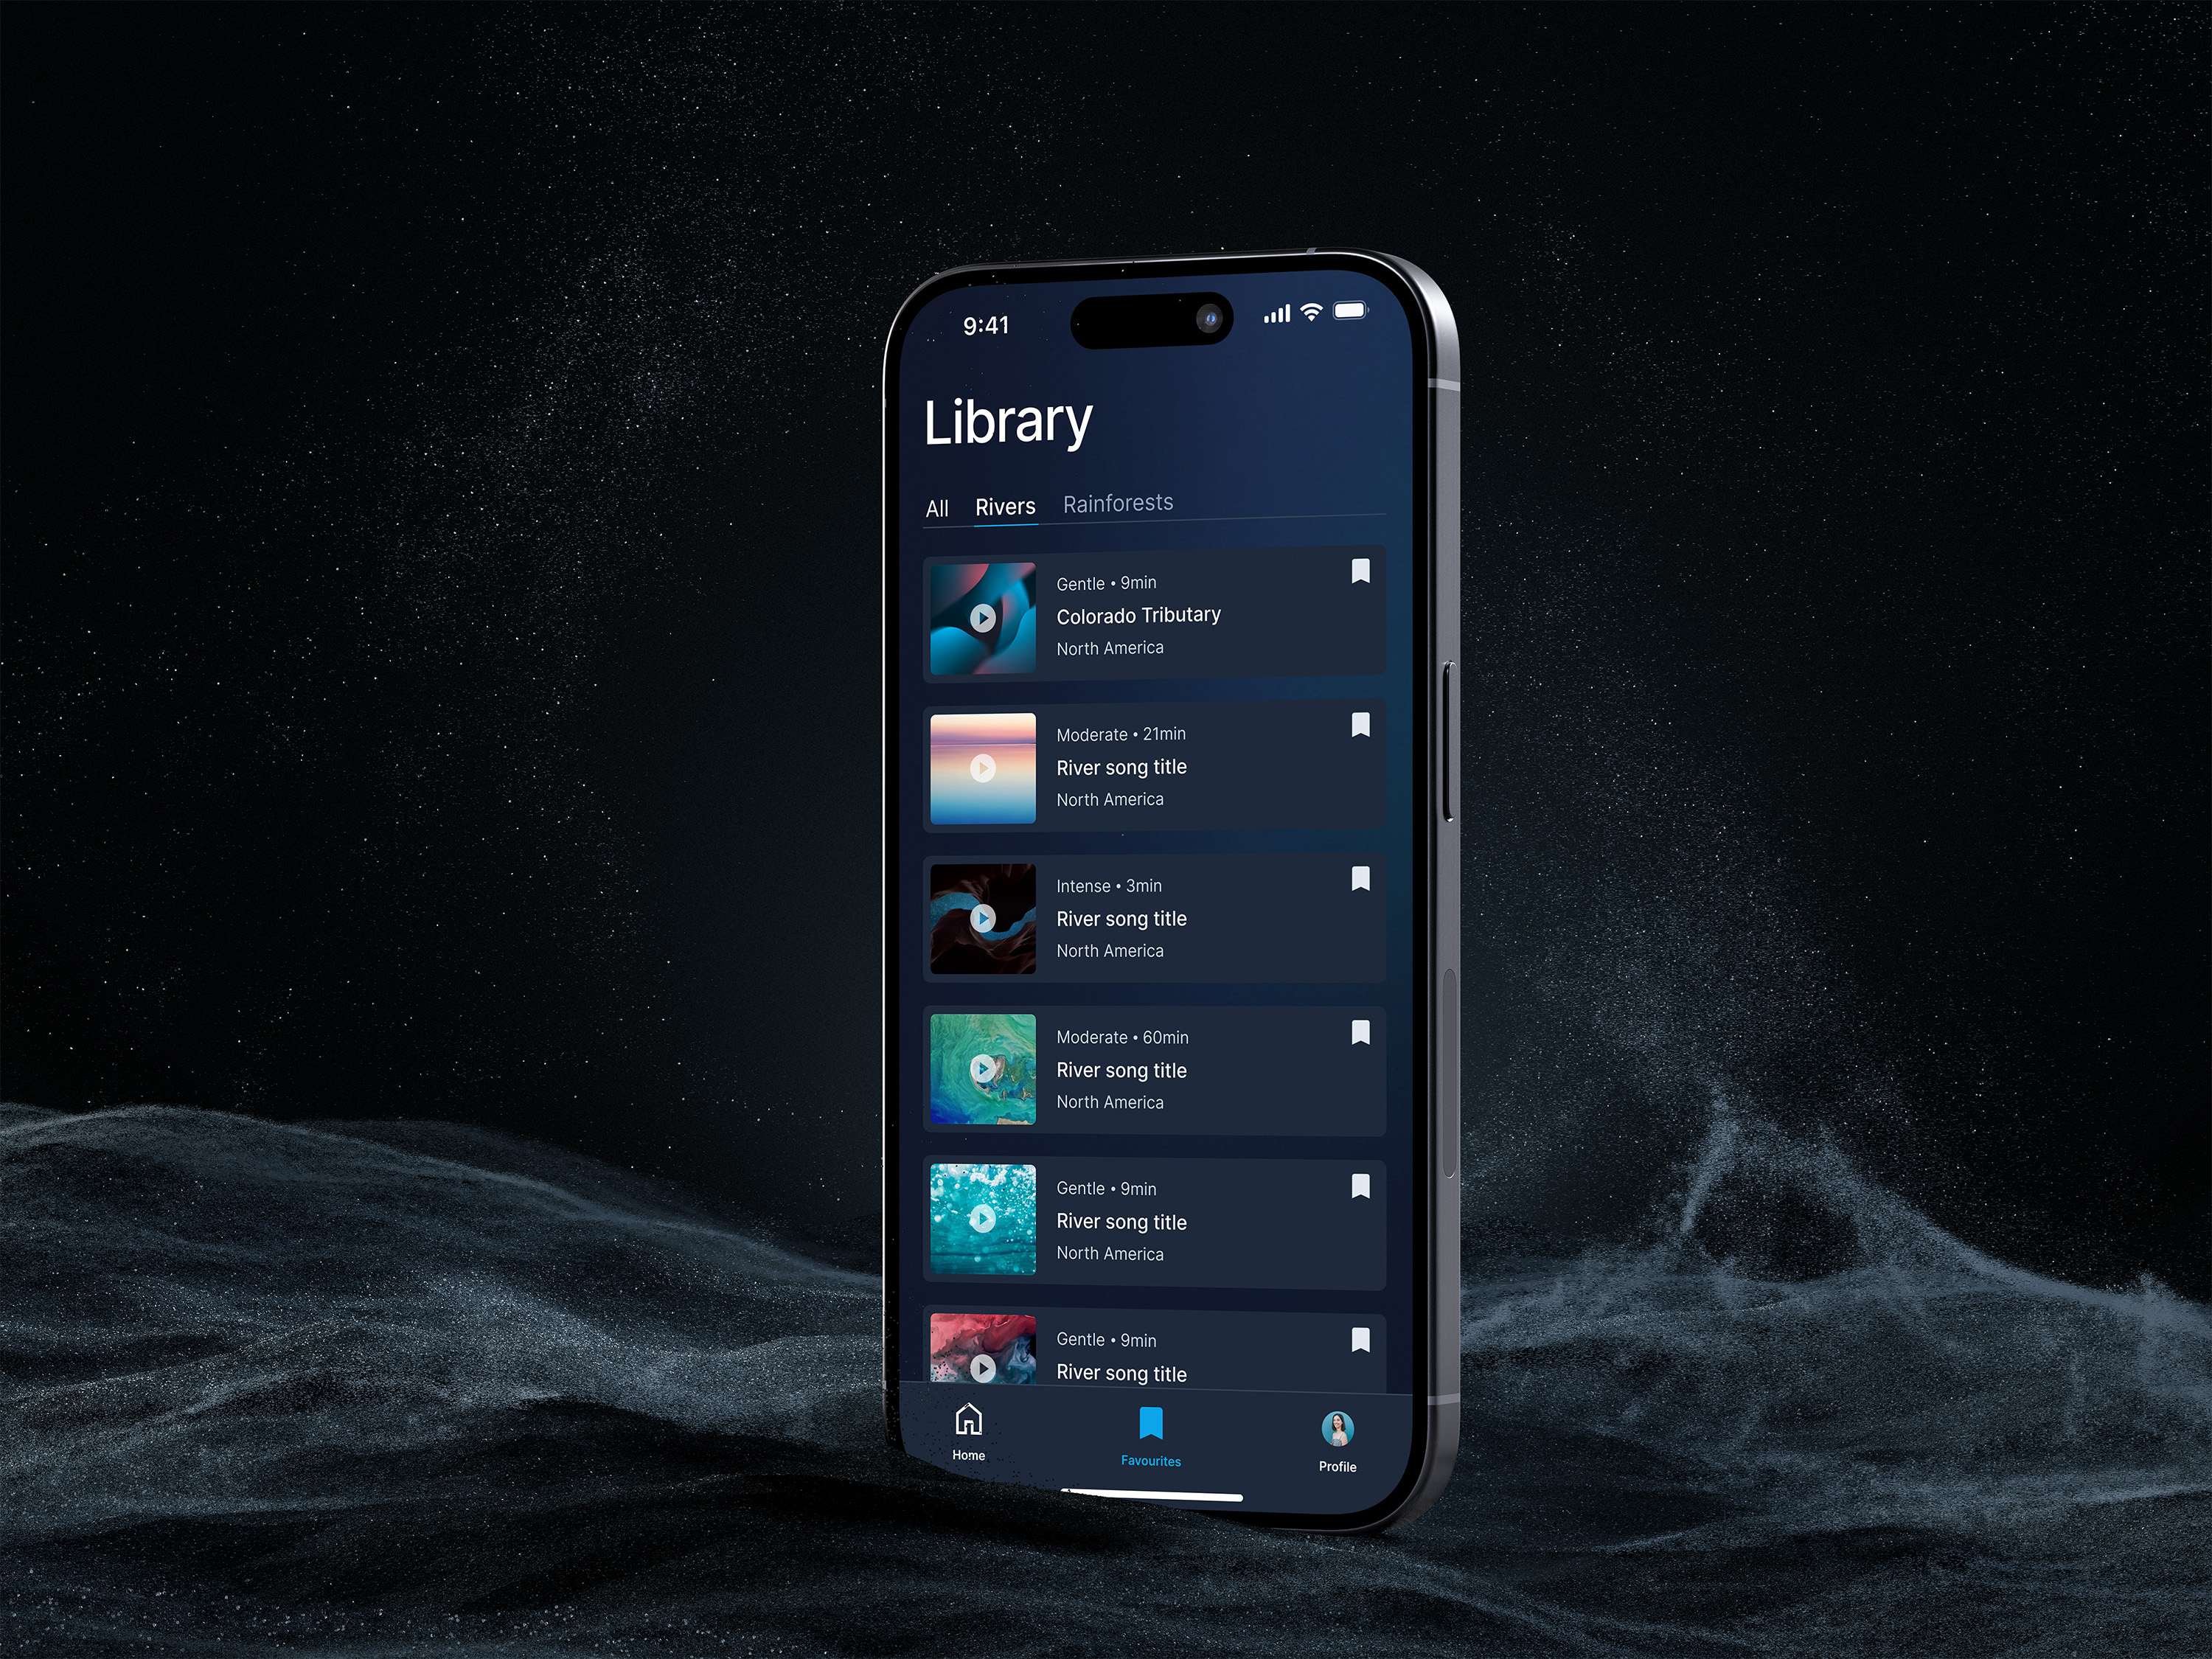 9:41
Library
All Rivers Rainforests
Gentle • 9min
Colorado Tributary
North America
Moderate • 21min
River song title
North America
Intense • 3min
River song title
North America
Moderate • 60min
River song title
North America
Gentle • 9min
River song title
North America
Gentle • 9min
River song title
Home Favourites Profile